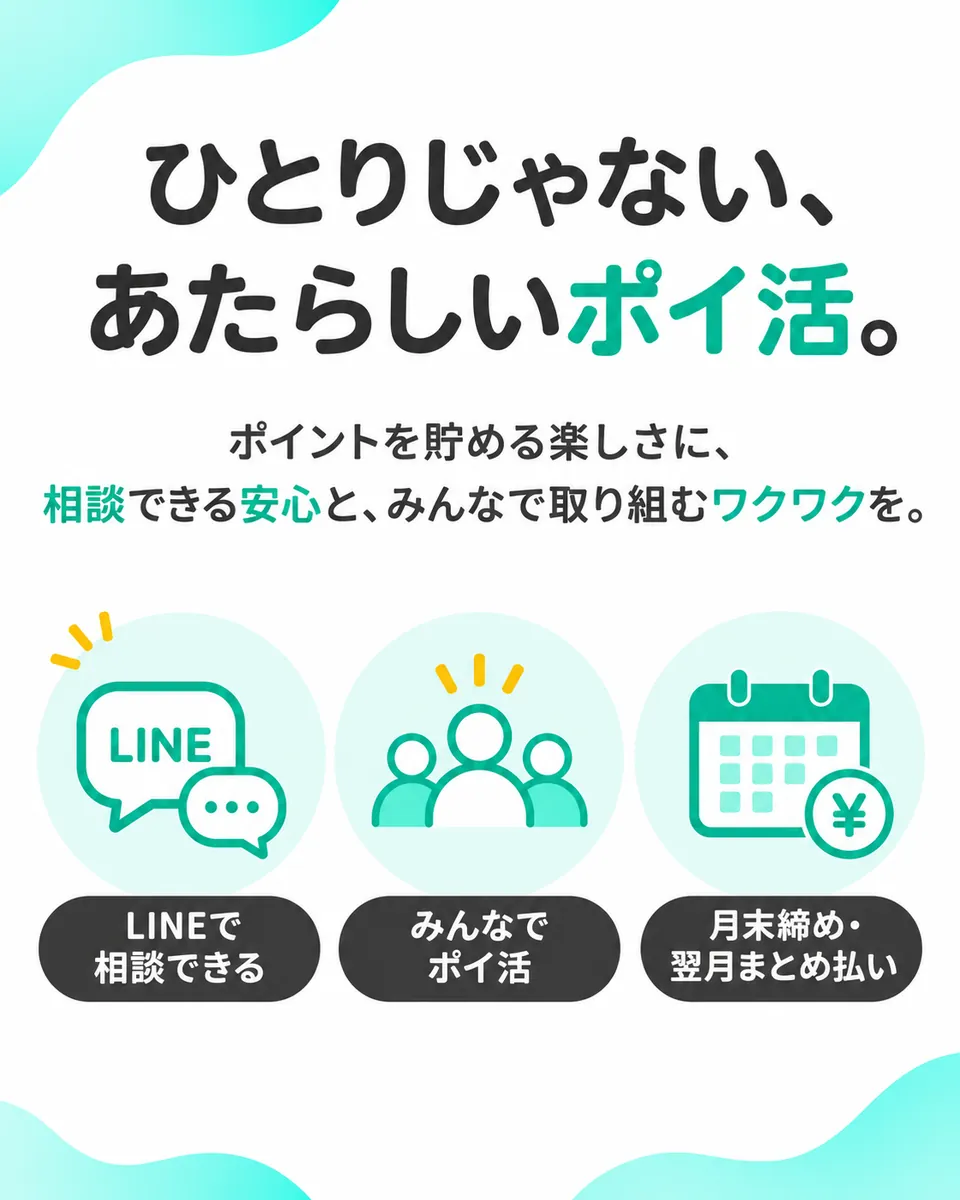 ひとりじゃない、
あたらしいポイ活。
ポイントを貯める楽しさに、
相談できる安心と、みんなで取り組むワクワクを。
LINE
¥
LINEで
相談できる
みんなで
ポイ活
月末締め・
翌月まとめ払い